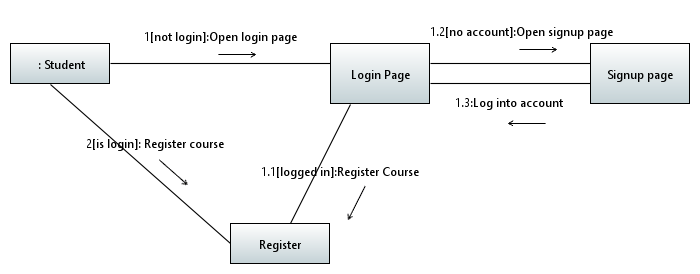 1.2[no account]:Open signup page
1[not login]:Open login page
: Student
Login Page
Signup page
1.3:Log into account
2[is login]: Register course
1.1[logged in]:Register Course
Register